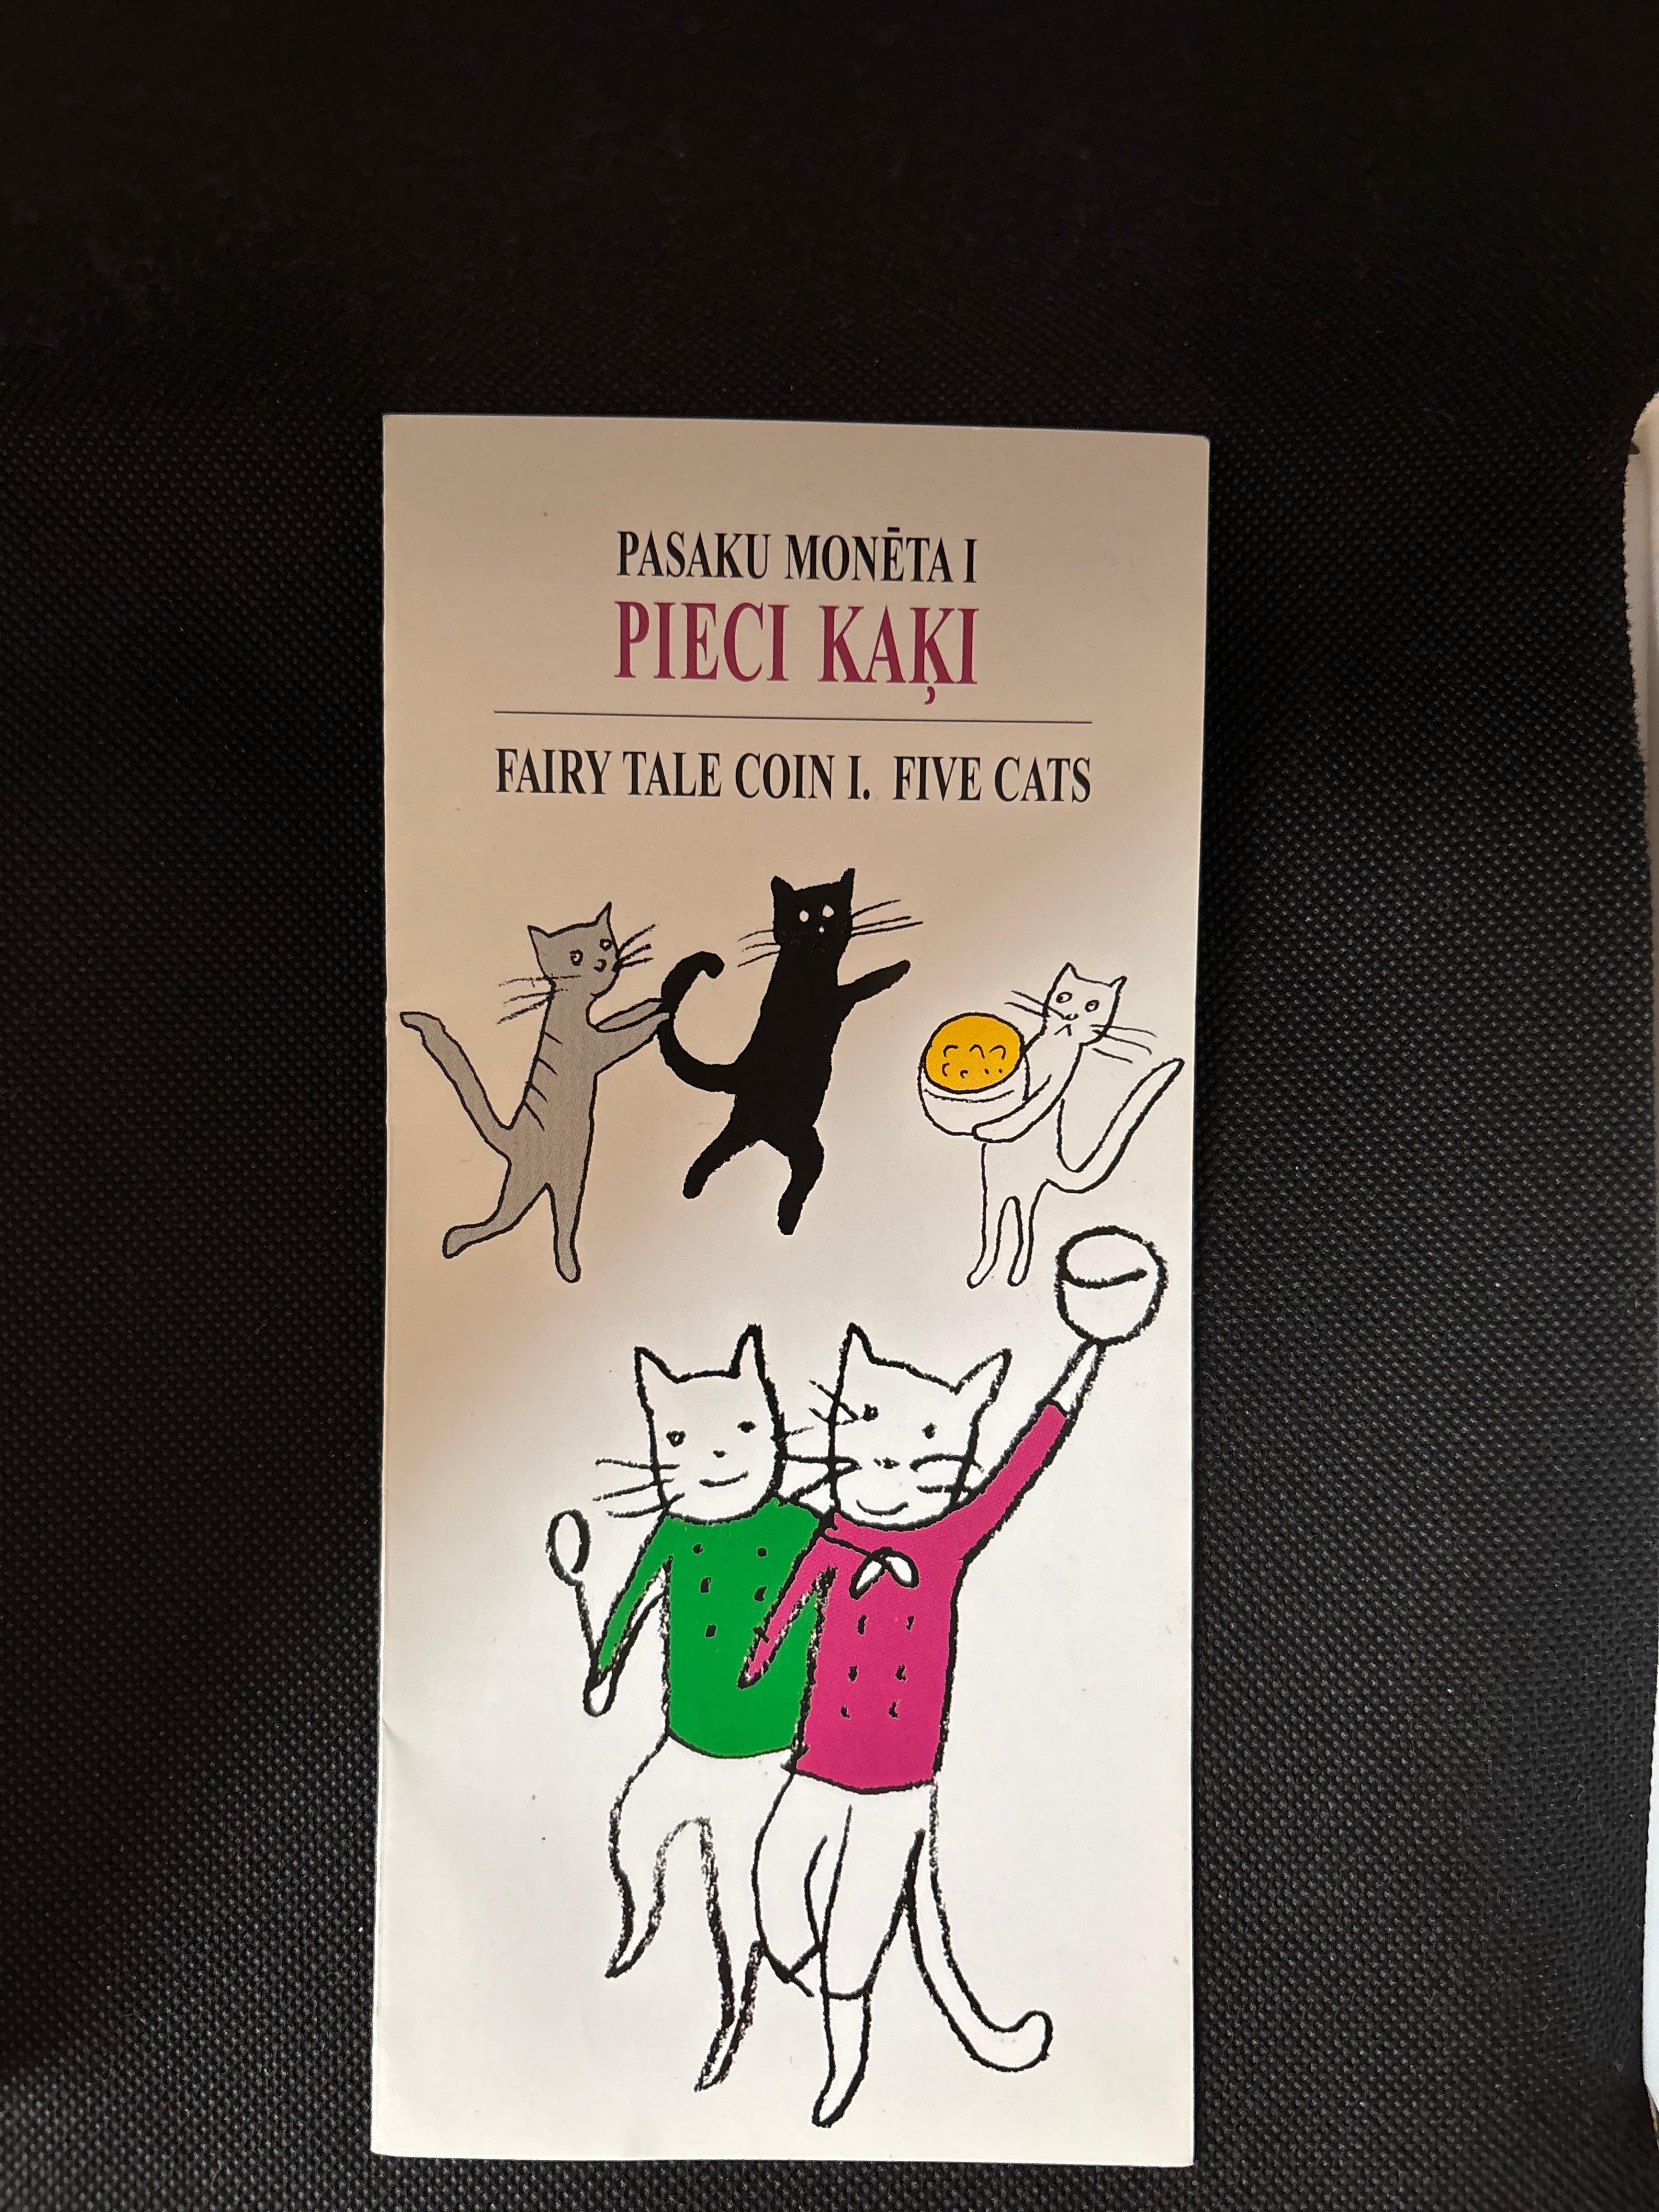 PASAKU MONĒTA I
PIECI KAĶI
FAIRY TALE COIN I. FIVE CATS